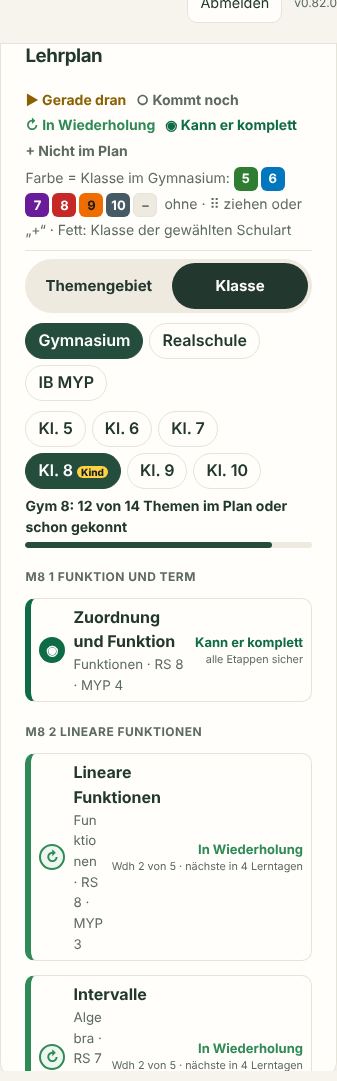 Abmelden v0.82.0
Lehrplan
▶ Gerade dran ○ Kommt noch
↻ In Wiederholung ◉ Kann er komplett
+ Nicht im Plan
Farbe = Klasse im Gymnasium: 5 6
7 8 9 10 – ohne · ⠿ ziehen oder
„+“ · Fett: Klasse der gewählten Schulart
Themengebiet Klasse
Gymnasium Realschule
IB MYP
Kl. 5 Kl. 6 Kl. 7
Kl. 8 Kind Kl. 9 Kl. 10
Gym 8: 12 von 14 Themen im Plan oder
schon gekonnt
M8 1 FUNKTION UND TERM
Zuordnung
und Funktion
Funktionen · RS 8
· MYP 4
Kann er komplett
alle Etappen sicher
M8 2 LINEARE FUNKTIONEN
Lineare
Funktionen
Fun
ktio
nen
· RS
8 ·
MYP
3
In Wiederholung
Wdh 2 von 5 · nächste in 4 Lerntagen
Intervalle
Alge
bra ·
RS 7
In Wiederholung
Wdh 2 von 5 · nächste in 4 Lerntagen